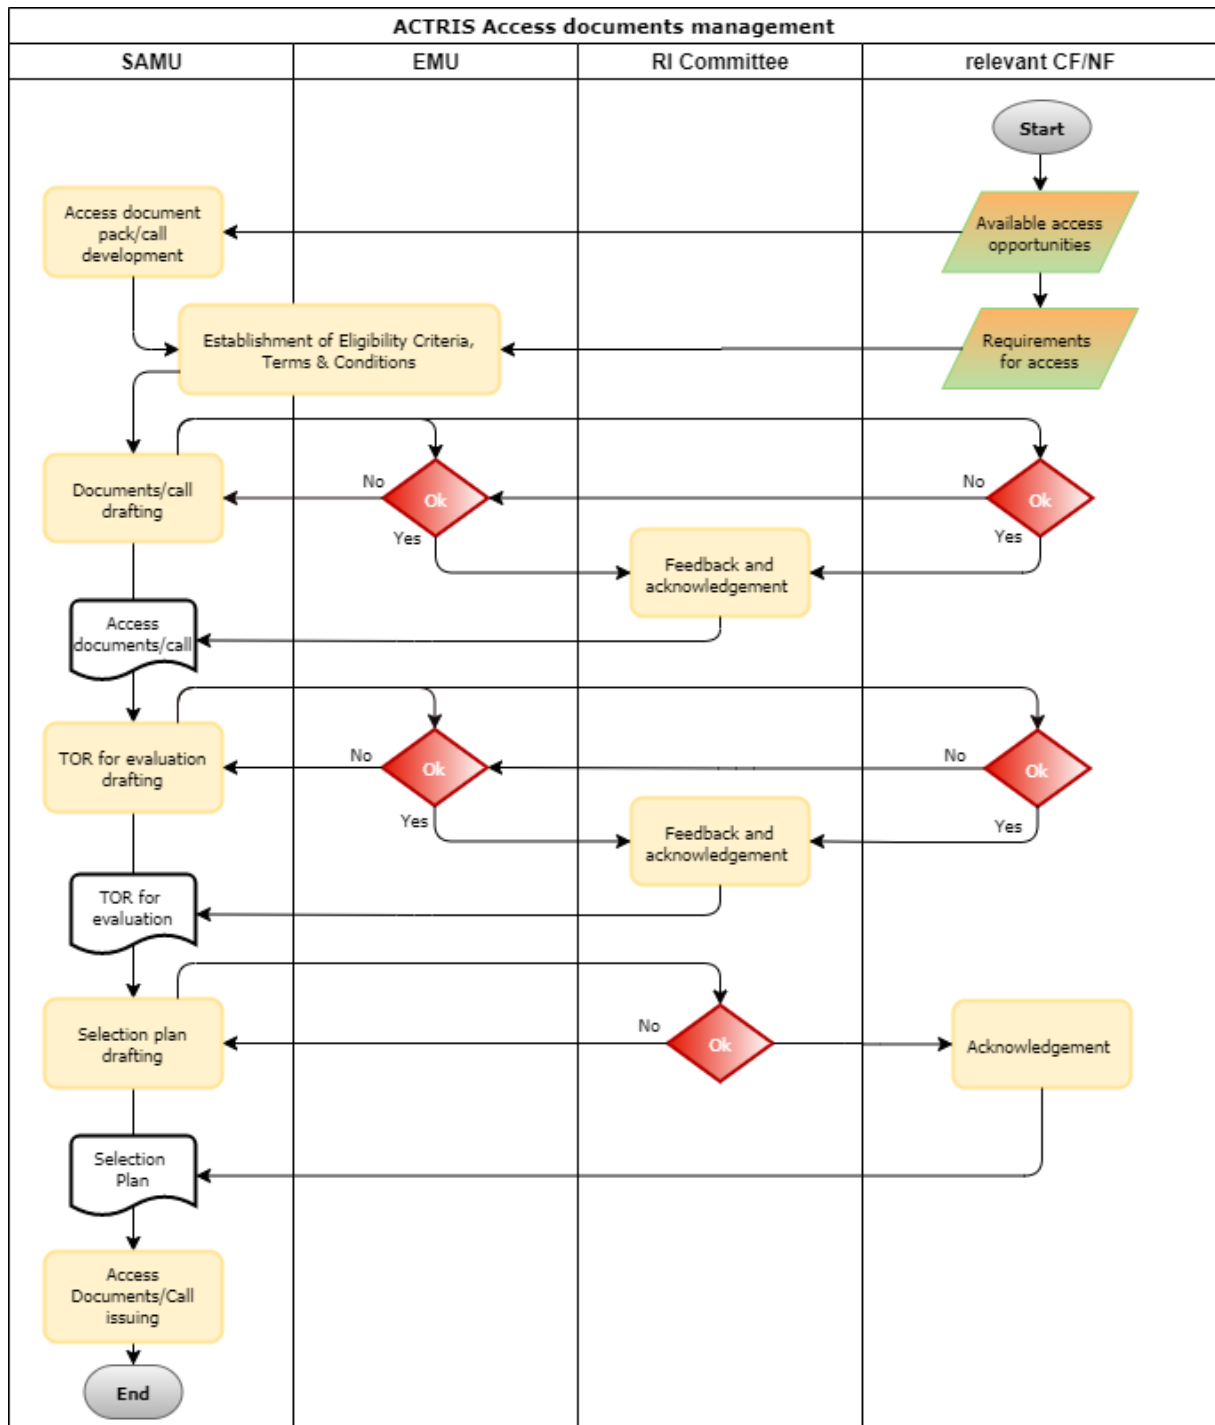 ACTRIS Access documents management
SAMU
EMU
RI Committee
relevant CF/NF
Start
Access document
pack/call
development
Available access
opportunities
Establishment of Eligibility Criteria,
Terms & Conditions
Requirements
for access
Documents/call
drafting
No
Ok
Yes
No
Ok
Yes
Feedback and
acknowledgement
Access
documents/call
TOR for evaluation
drafting
No
Ok
Yes
No
Ok
Yes
Feedback and
acknowledgement
TOR for
evaluation
Selection plan
drafting
No
Ok
Acknowledgement
Selection
Plan
Access
Documents/Call
issuing
End